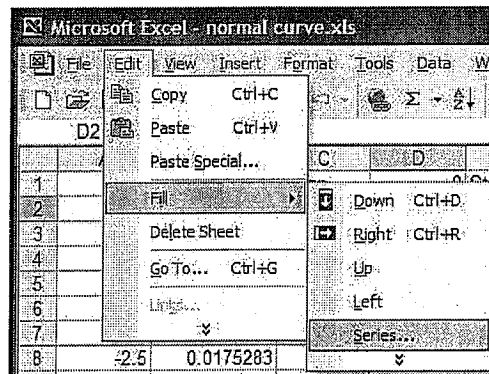 Microsoft Excel - normal curve.xls
File Edit View Insert Format Tools Data W
D2
Copy Ctrl+C
Paste Ctrl+V
Paste Special...
Fill
Delete Sheet
Go To... Ctrl+G
Links...
Down Ctrl+D
Right Ctrl+R
Up
Left
Series...
C D
1
2
3
4
5
6
7
8 -2.5 0.0175283